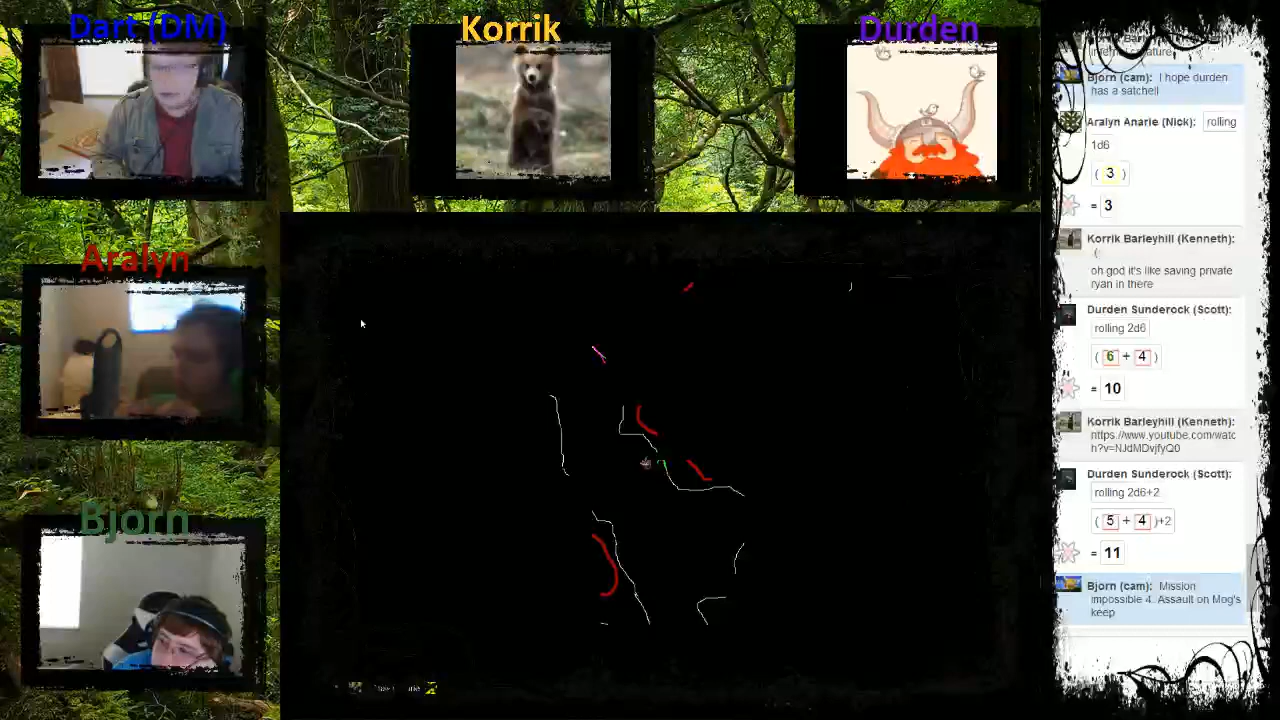 Dart (DM)
Korrik
Durden
Aralyn
Bjorn
Bjorn (cam): I hope durden
has a satchell
Aralyn Anarie (Nick): rolling
1d6
( 3 )
= 3
Korrik Barleyhill (Kenneth):
(:
oh god it's like saving private
ryan in there
Durden Sunderock (Scott):
rolling 2d6
( 6 + 4 )
= 10
Korrik Barleyhill (Kenneth):
https://www.youtube.com/watc
h?v=NJdMDvjfyQ0
Durden Sunderock (Scott):
rolling 2d6+2
( 5 + 4 )+2
= 11
Bjorn (cam): Mission
impossible 4. Assault on Mog's
keep